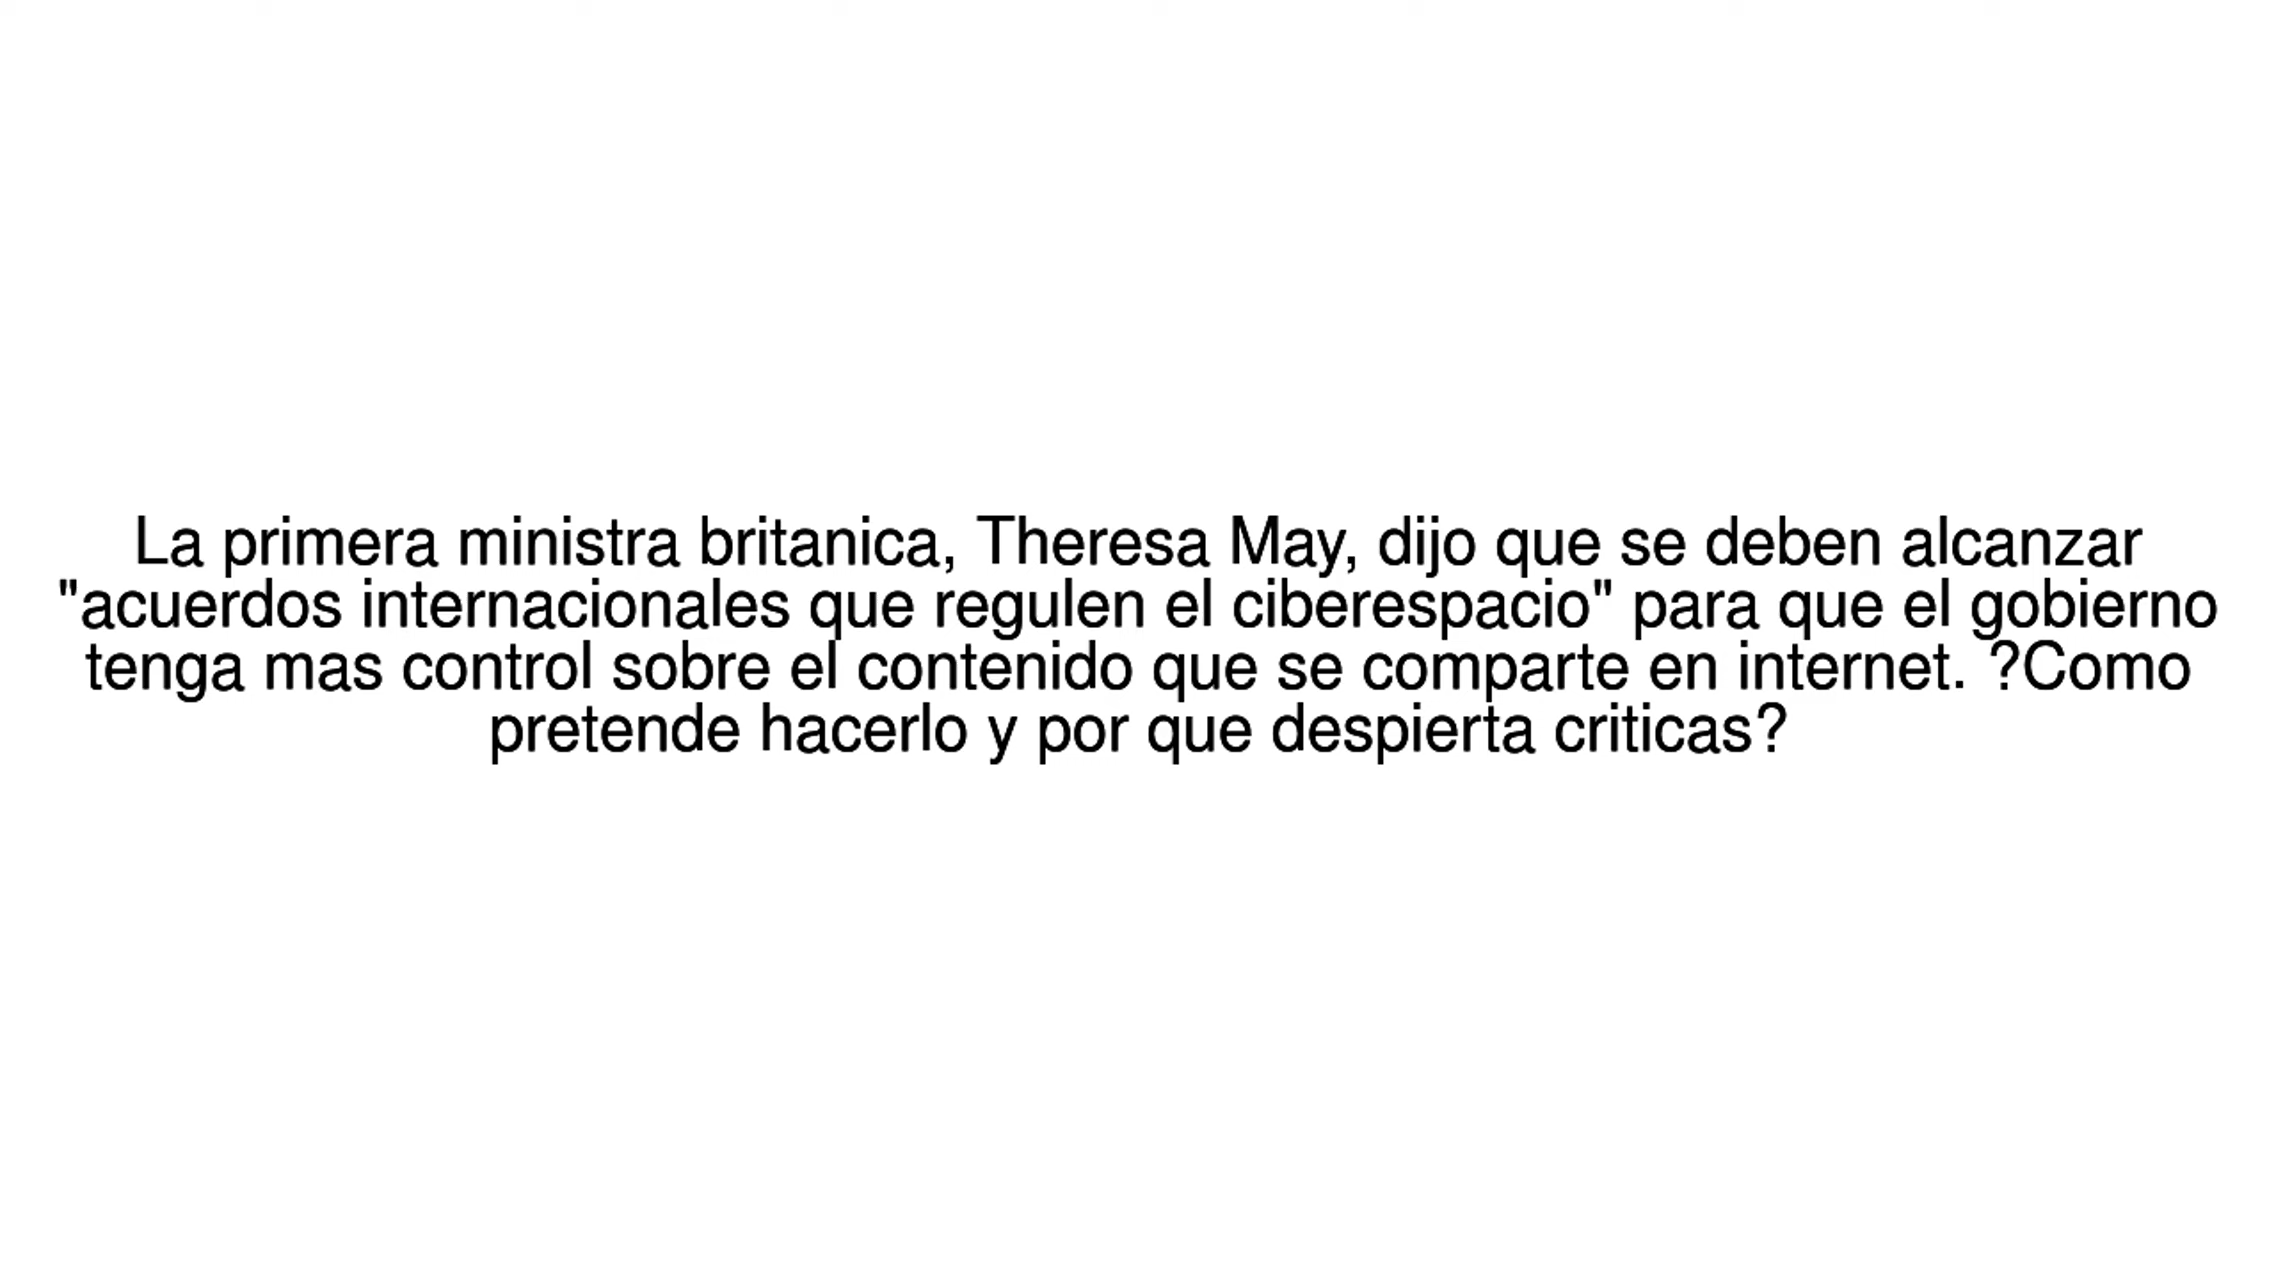 La primera ministra britanica, Theresa May, dijo que se deben alcanzar
"acuerdos internacionales que regulen el ciberespacio" para que el gobierno
tenga mas control sobre el contenido que se comparte en internet. ?Como
pretende hacerlo y por que despierta criticas?